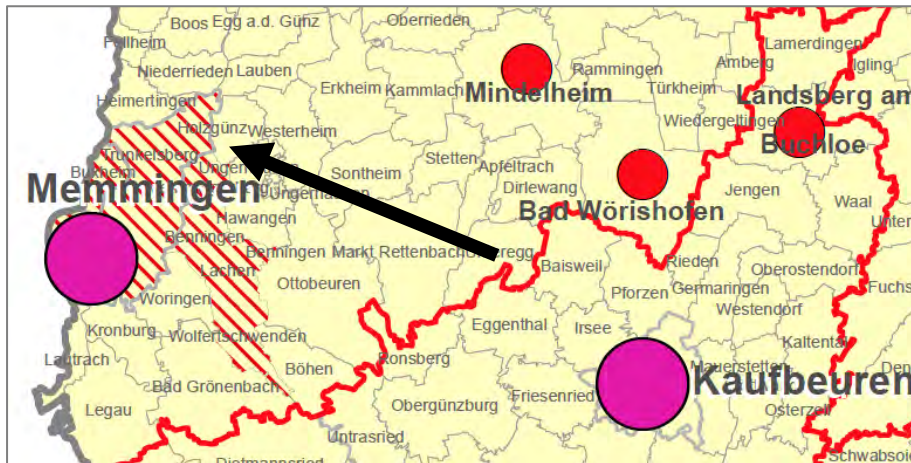 Boos
Egg a.d. Günz
Oberrieden
Lamerdingen
Fellheim
Niederrieden
Lauben
Rammingen
Amberg
Igling
Erkheim
Kammlach
Mindelheim
Türkheim
Landsberg am
Heimertingen
Holzgünz
Westerheim
Wiedergeltingen
Buchloe
Trunkelsberg
Stetten
Apfeltrach
Buxheim
Sontheim
Dirlewang
Jengen
Memmingen
Ungerhausen
Bad Wörishofen
Waal
Hawangen
Benningen
Benningen
Markt Rettenbach
Baisweil
Rieden
Oberostendorf
Lachen
Ottobeuren
Pforzen
Germaringen
Woringen
Westendorf
Kronburg
Wolfertschwenden
Eggenthal
Irsee
Kaltental
Lautrach
Böhen
Ronsberg
Mauerstetten
Bad Grönenbach
Kaufbeuren
Legau
Obergünzburg
Friesenried
Osterzell
Untrasried
Dietmannsried